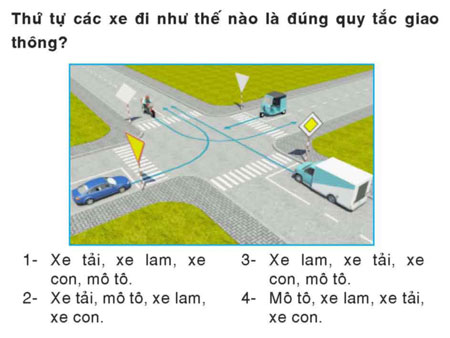 Thứ tự các xe đi như thế nào là đúng quy tắc giao
thông?
1- Xe tải, xe lam, xe
con, mô tô.
2- Xe tải, mô tô, xe lam,
xe con.
3- Xe lam, xe tải, xe
con, mô tô.
4- Mô tô, xe lam, xe tải,
xe con.